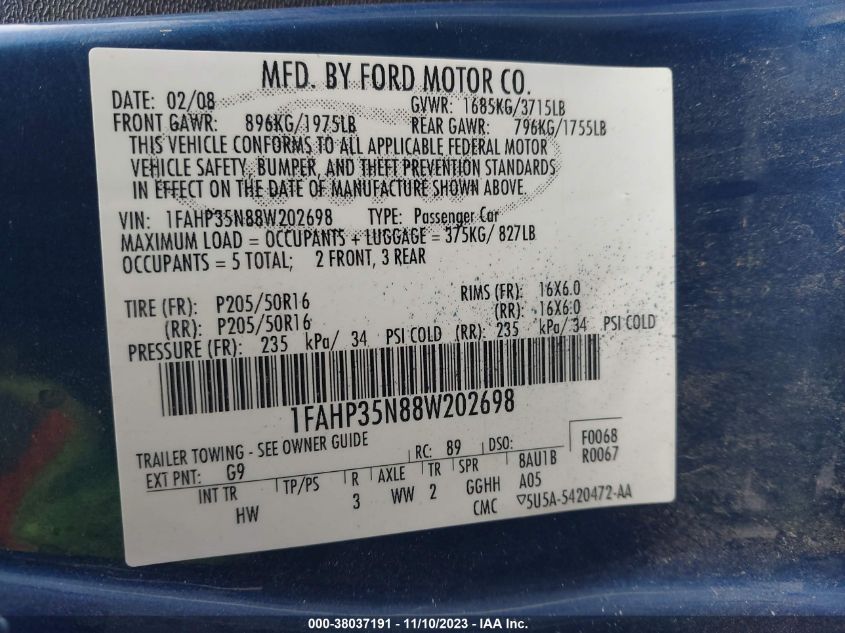 MFD. BY FORD MOTOR CO.
DATE: 02/08 GVWR: 1685KG/3715LB
FRONT GAWR: 896KG/1975LB REAR GAWR: 796KG/1755LB
THIS VEHICLE CONFORMS TO ALL APPLICABLE FEDERAL MOTOR
VEHICLE SAFETY, BUMPER, AND THEFT PREVENTION STANDARDS
IN EFFECT ON THE DATE OF MANUFACTURE SHOWN ABOVE.
VIN: 1FAHP35N88W202698 TYPE: Passenger Car
MAXIMUM LOAD = OCCUPANTS + LUGGAGE = 375KG/ 827LB
OCCUPANTS = 5 TOTAL; 2 FRONT, 3 REAR
TIRE (FR): P205/50R16 RIMS (FR): 16X6.0
(RR): P205/50R16 (RR): 16X6.0
PRESSURE (FR): 235 kPa/ 34 PSI COLD (RR): 235 kPa/ 34 PSI COLD
1FAHP35N88W202698
TRAILER TOWING - SEE OWNER GUIDE
EXT PNT: G9 RC: 89 DSO: F0068
R0067
INT TR TP/PS R AXLE TR SPR BAU1B
HW 3 WW 2 GGHH A05
CMC ▽5U5A-5420472-AA
000-38037191 - 11/10/2023 - IAA Inc.